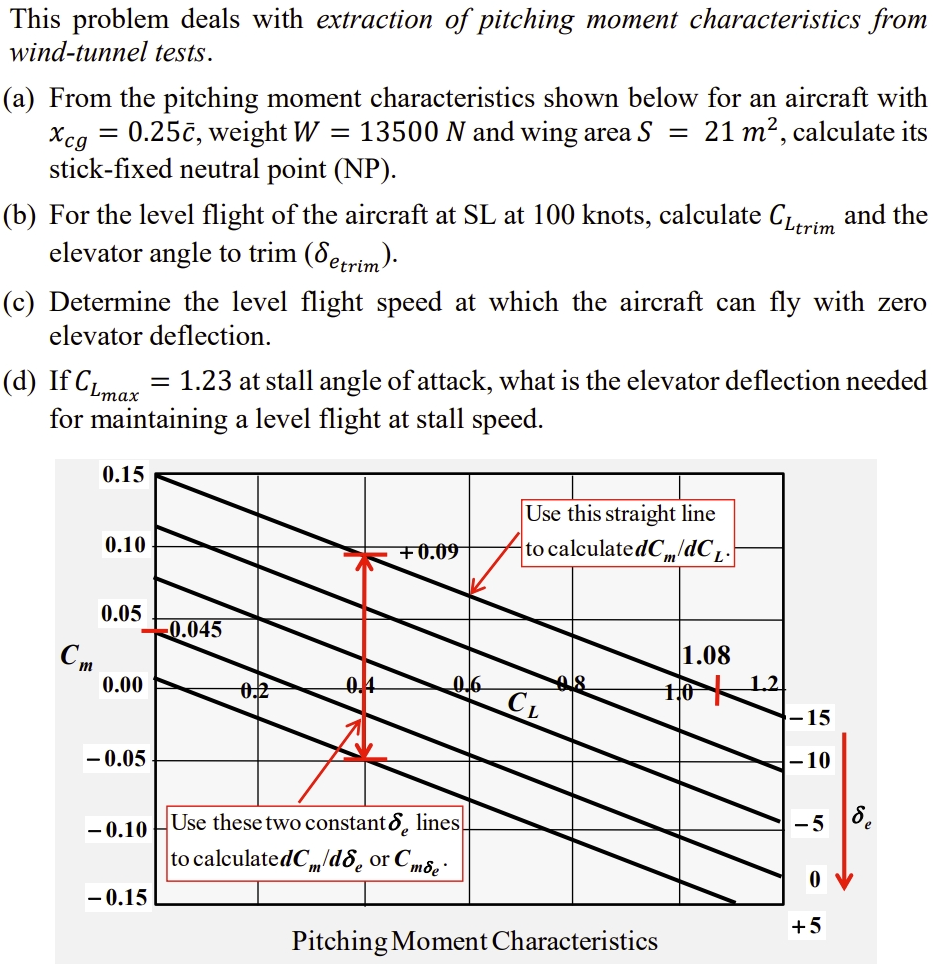 This problem deals with extraction of pitching moment characteristics from
wind-tunnel tests.
(a) From the pitching moment characteristics shown below for an aircraft with
x_cg = 0.25c̄, weight W = 13500 N and wing area S = 21 m², calculate its
stick-fixed neutral point (NP).
(b) For the level flight of the aircraft at SL at 100 knots, calculate C_Ltrim and the
elevator angle to trim (δ_etrim).
(c) Determine the level flight speed at which the aircraft can fly with zero
elevator deflection.
(d) If C_Lmax = 1.23 at stall angle of attack, what is the elevator deflection needed
for maintaining a level flight at stall speed.
0.15
Use this straight line
0.10
+0.09
to calculate dC_m/dC_L.
0.05
0.045
C_m
1.08
0.00
0.2
0.4
0.6
C_L
0.8
1.0
1.2
−15
−0.05
−10
−0.10
Use these two constant δ_e lines
−5
δ_e
to calculate dC_m/dδ_e or C_mδe.
0
−0.15
+5
Pitching Moment Characteristics